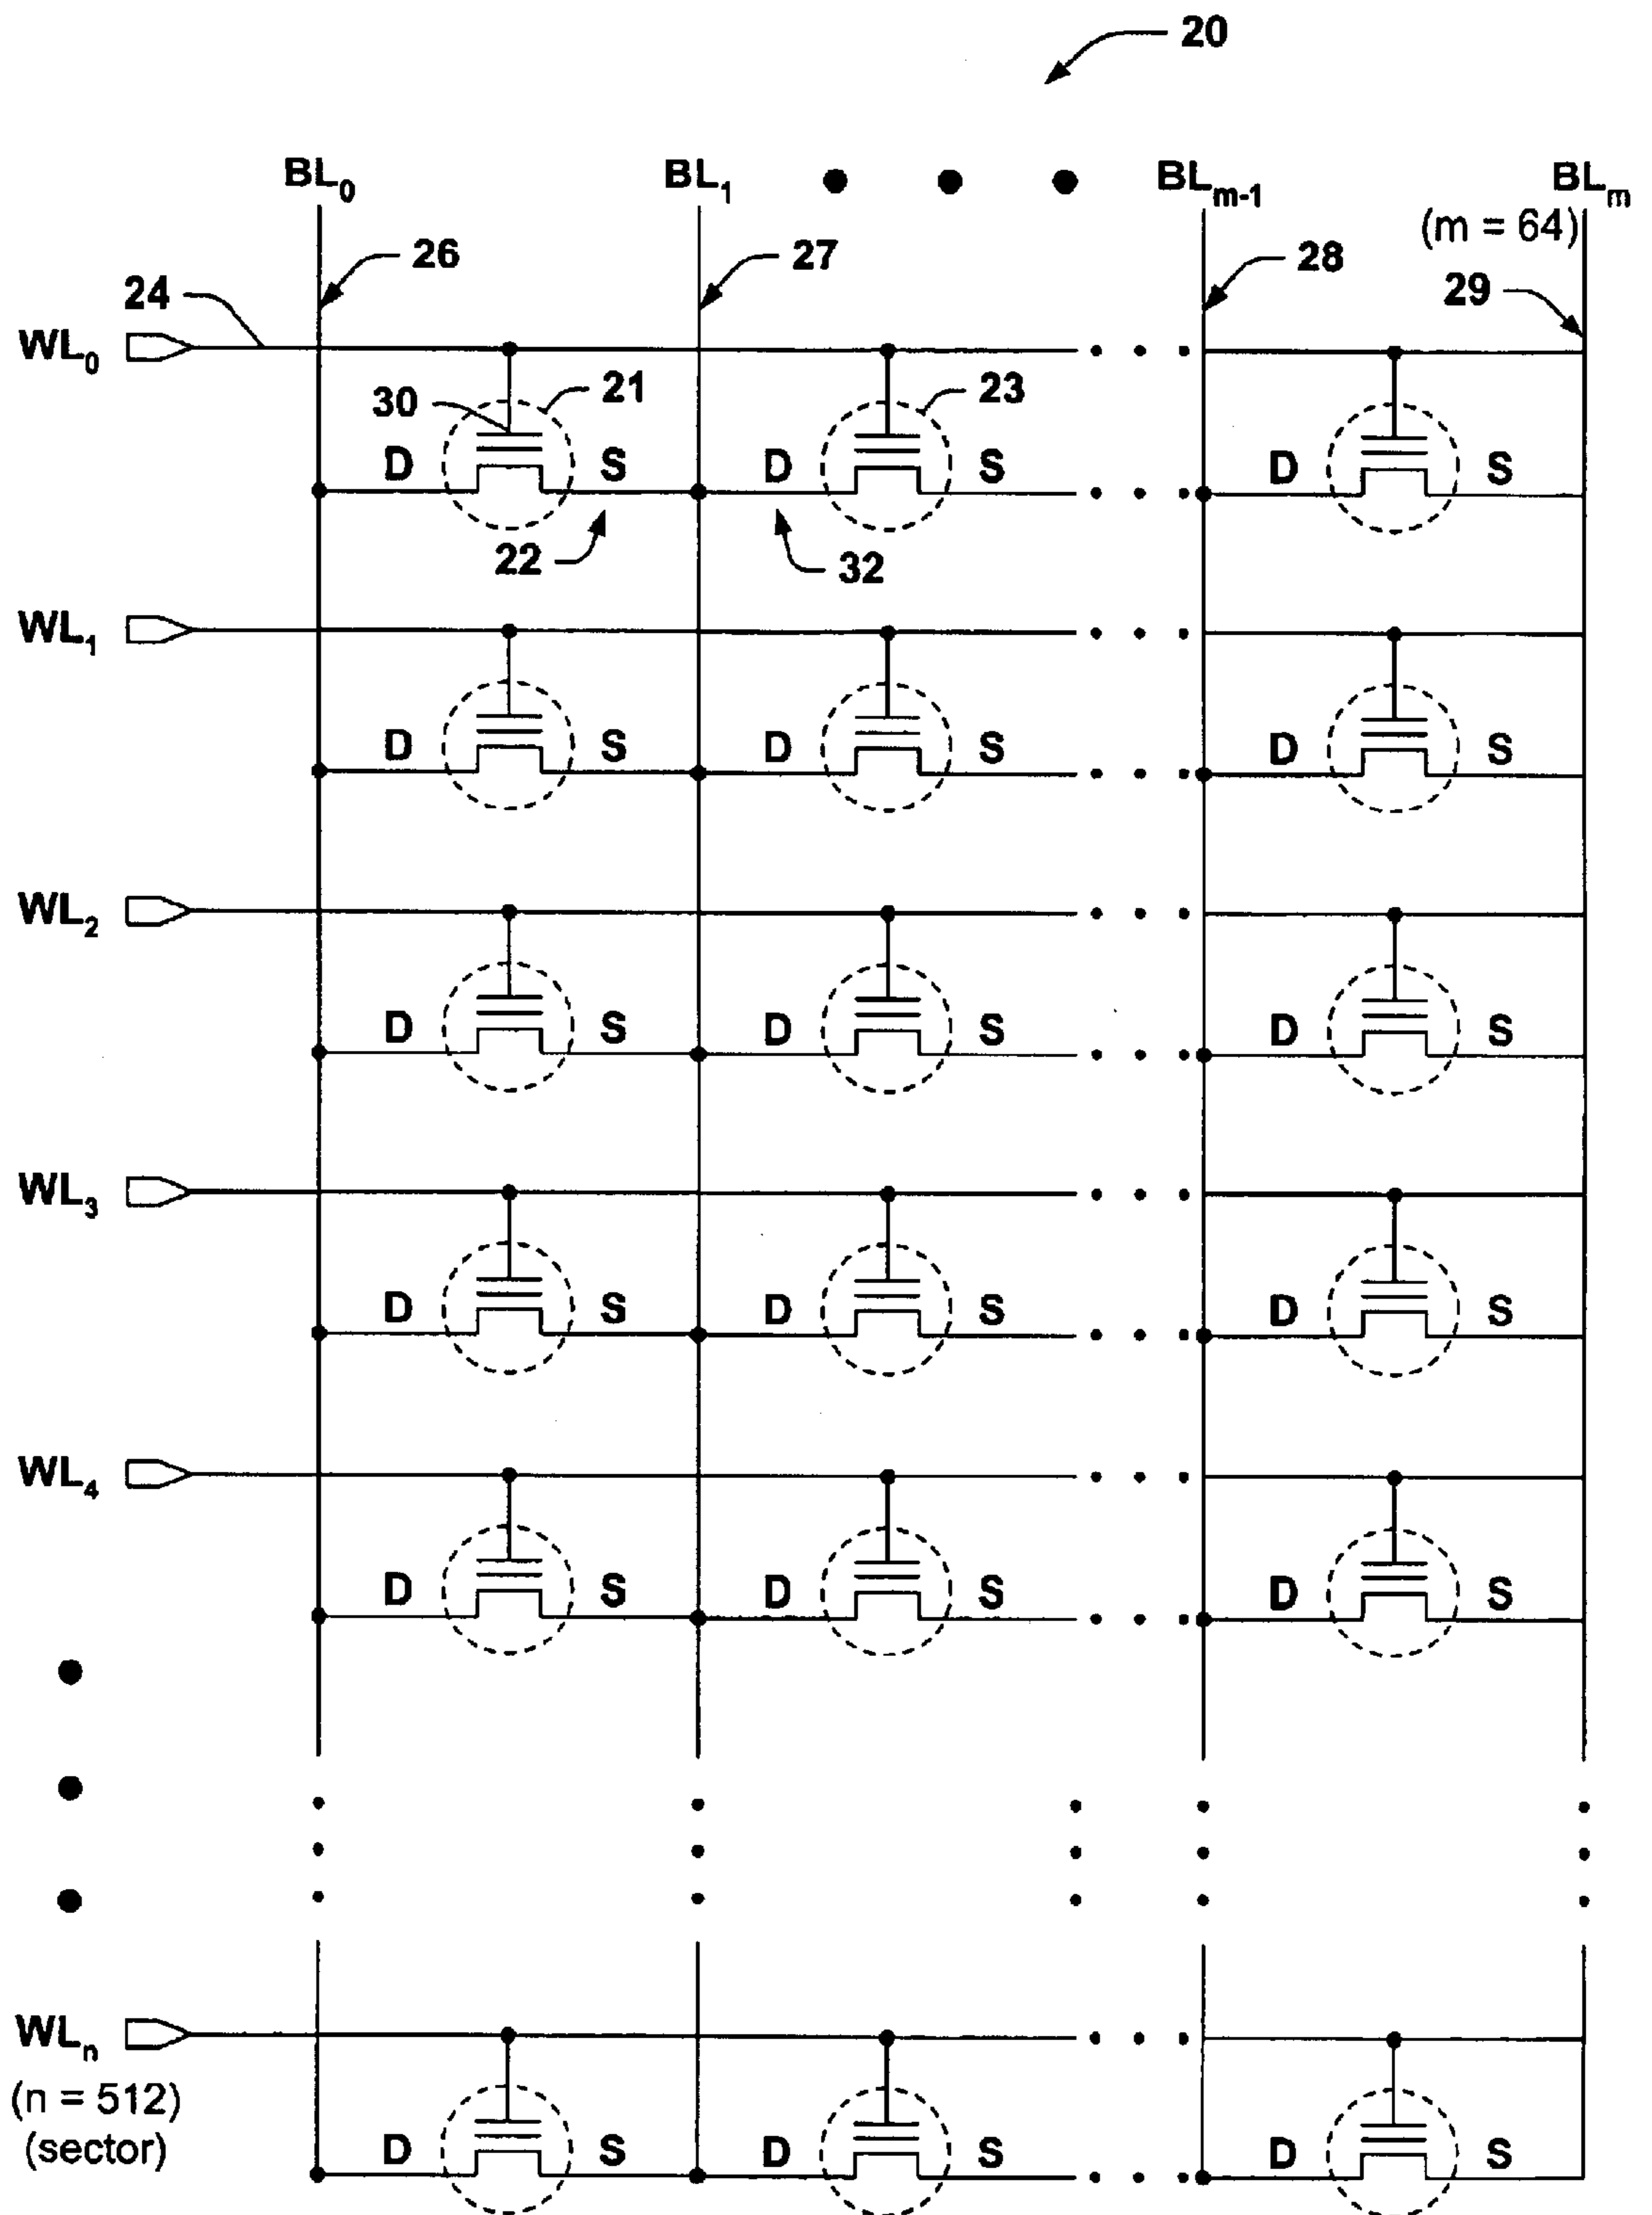 20
BL0 BL1 • • • BLm-1 BLm
(m = 64)
26 27 28
24 29
WL0
30 21 23
D S D S D S
22 32
WL1
D S D S D S
WL2
D S D S D S
WL3
D S D S D S
WL4
D S D S D S
WLn
(n = 512)
(sector)
D S D S D S